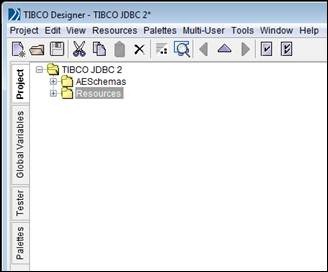 TIBCO Designer - TIBCO JDBC 2*
Project Edit View Resources Palettes Multi-User Tools Window Help
Project
Global Variables
Tester
Palettes
TIBCO JDBC 2
AESchemas
Resources